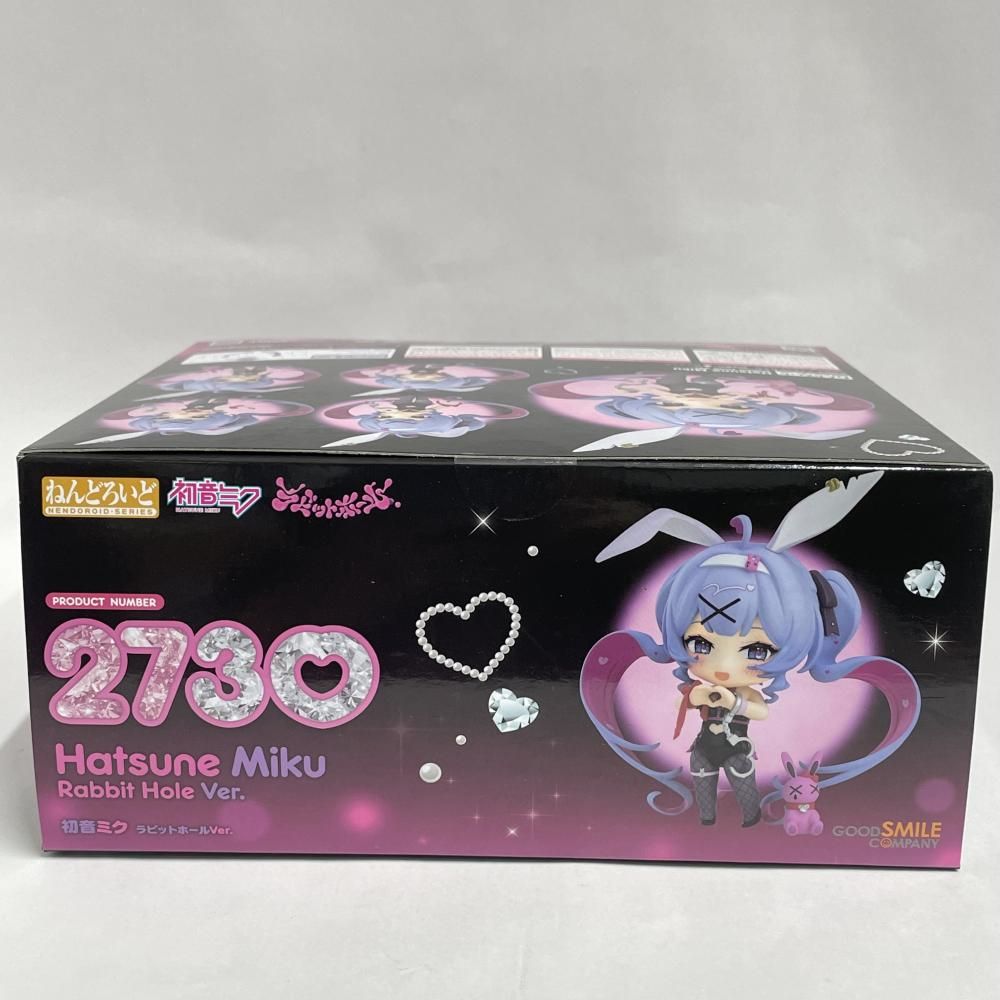 ねんどろいど
NENDOROID・SERIES
初音ミク
HATSUNE MIKU
ラビットホール
PRODUCT NUMBER
2730
Hatsune Miku
Rabbit Hole Ver.
初音ミク ラビットホールVer.
GOOD SMILE
COMPANY